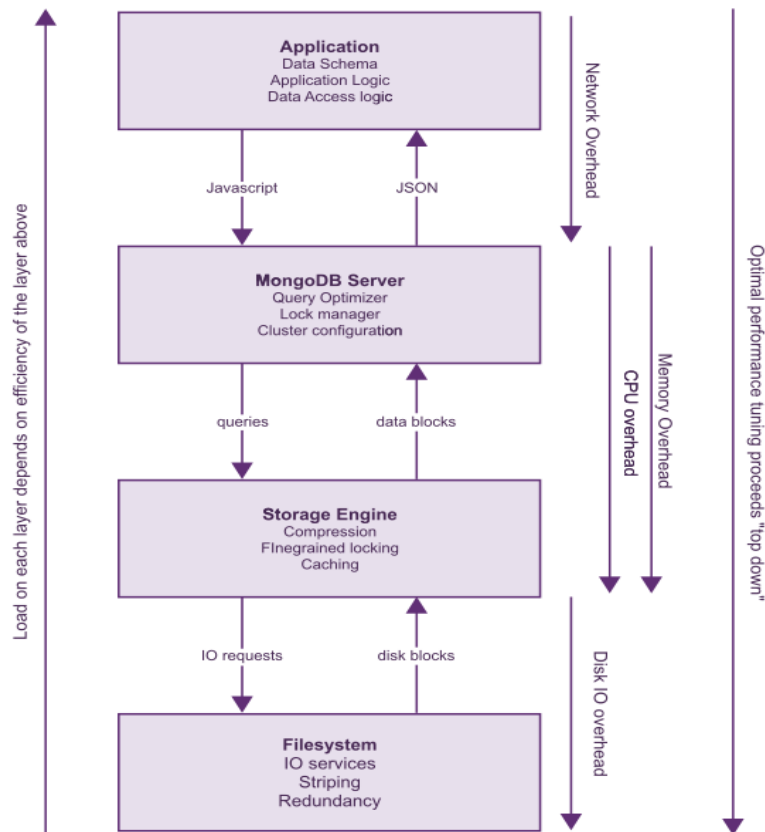 Application
Data Schema
Application Logic
Data Access logic
Javascript
JSON
MongoDB Server
Query Optimizer
Lock manager
Cluster configuration
queries
data blocks
Storage Engine
Compression
FInegrained locking
Caching
IO requests
disk blocks
Filesystem
IO services
Striping
Redundancy
Load on each layer depends on efficiency of the layer above
Network Overhead
CPU overhead
Memory Overhead
Disk IO overhead
Optimal performance tuning proceeds "top down"